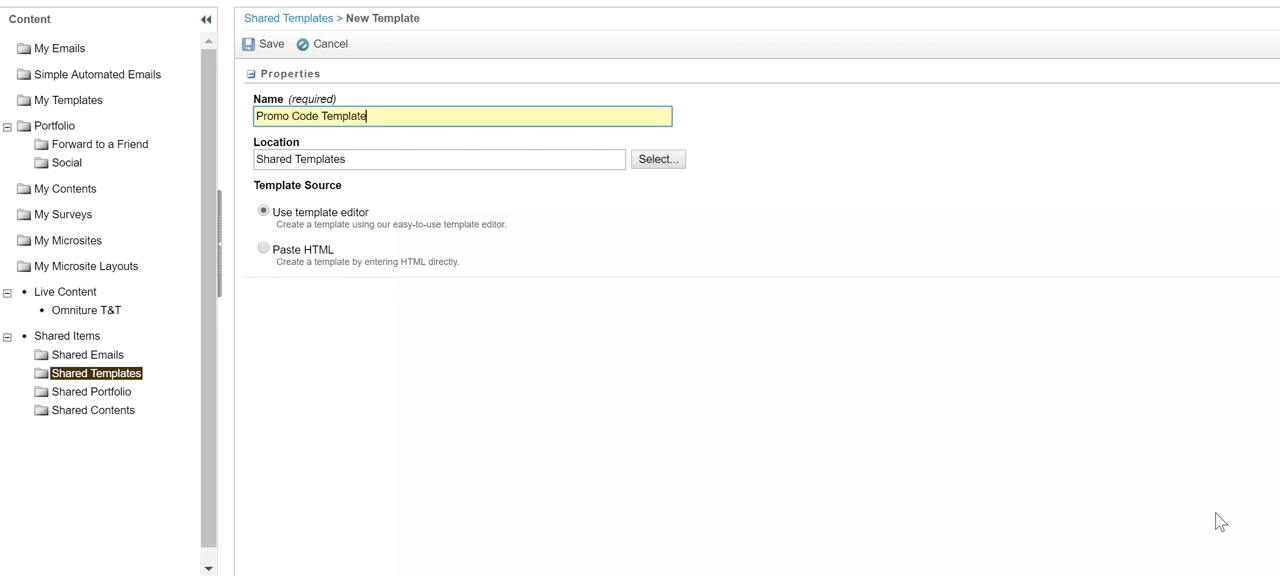 Content
My Emails
Simple Automated Emails
My Templates
Portfolio
Forward to a Friend
Social
My Contents
My Surveys
My Microsites
My Microsite Layouts
Live Content
Omniture T&T
Shared Items
Shared Emails
Shared Templates
Shared Portfolio
Shared Contents
Shared Templates > New Template
Save Cancel
Properties
Name (required)
Promo Code Template
Location
Shared Templates Select...
Template Source
Use template editor
Create a template using our easy-to-use template editor.
Paste HTML
Create a template by entering HTML directly.